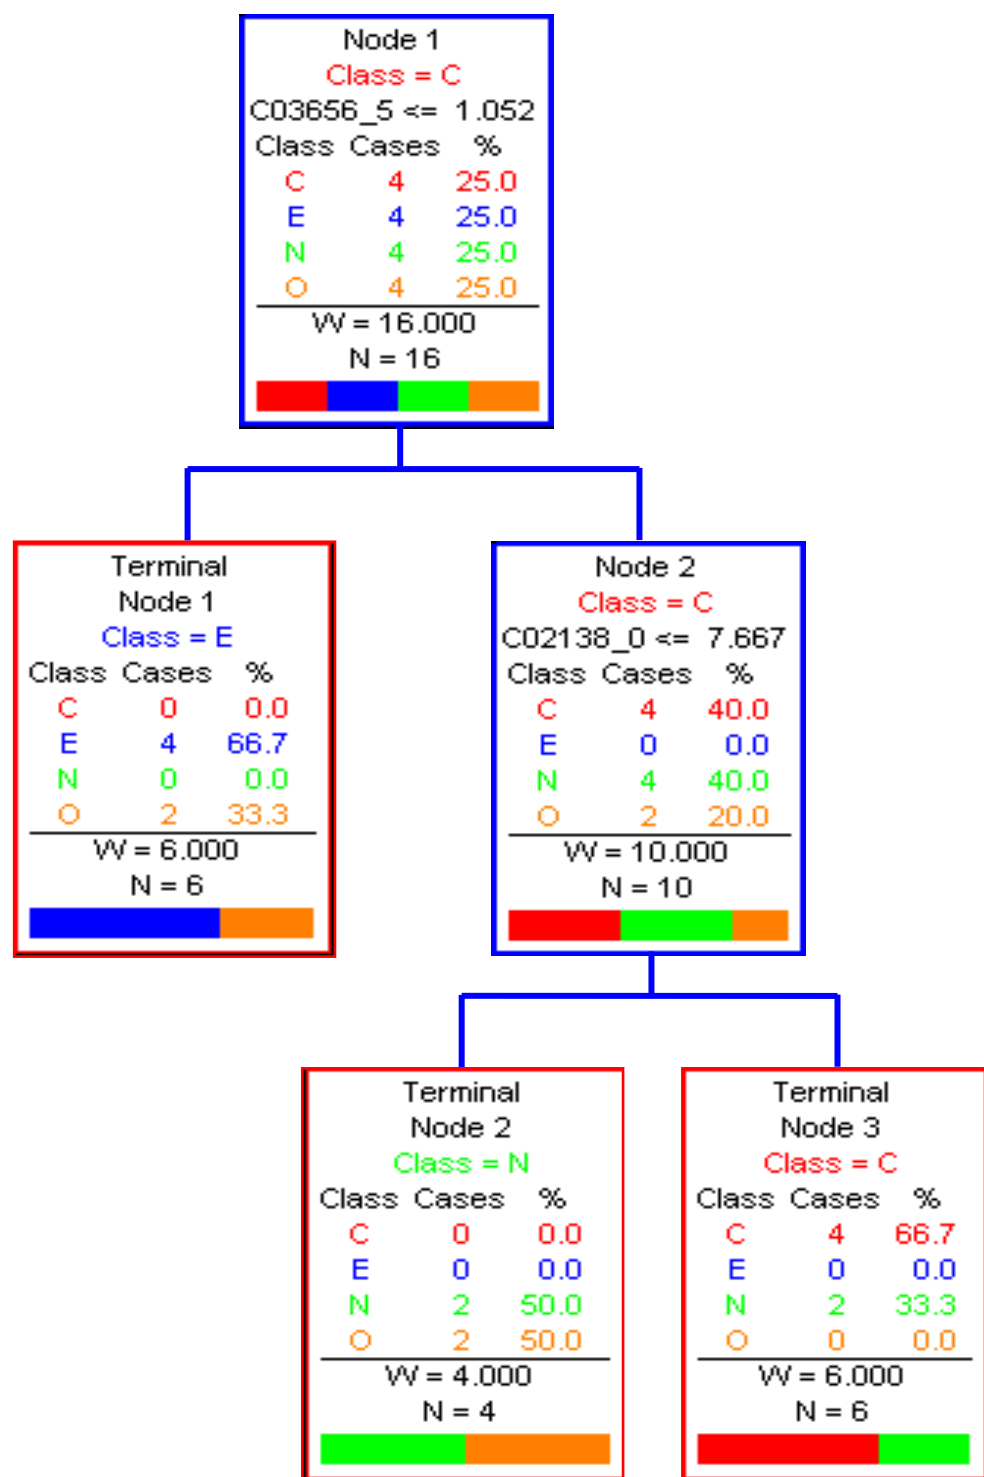 Node 1
Class = C
C03656_5 <= 1.052
Class Cases %
C 4 25.0
E 4 25.0
N 4 25.0
O 4 25.0
W = 16.000
N = 16
Terminal
Node 1
Class = E
Class Cases %
C 0 0.0
E 4 66.7
N 0 0.0
O 2 33.3
W = 6.000
N = 6
Node 2
Class = C
C02138_0 <= 7.667
Class Cases %
C 4 40.0
E 0 0.0
N 4 40.0
O 2 20.0
W = 10.000
N = 10
Terminal
Node 2
Class = N
Class Cases %
C 0 0.0
E 0 0.0
N 2 50.0
O 2 50.0
W = 4.000
N = 4
Terminal
Node 3
Class = C
Class Cases %
C 4 66.7
E 0 0.0
N 2 33.3
O 0 0.0
W = 6.000
N = 6